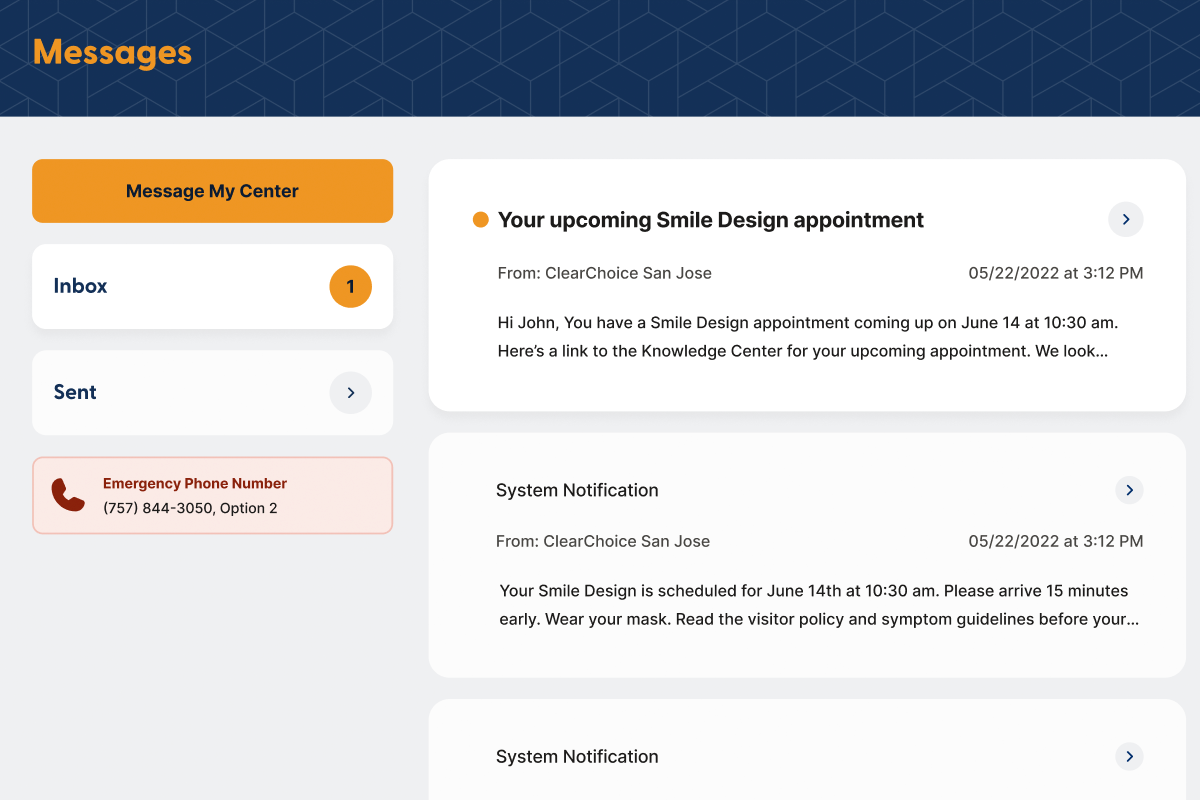 Messages
Message My Center
Inbox
1
Sent
Emergency Phone Number
(757) 844-3050, Option 2
Your upcoming Smile Design appointment
From: ClearChoice San Jose
05/22/2022 at 3:12 PM
Hi John, You have a Smile Design appointment coming up on June 14 at 10:30 am.
Here’s a link to the Knowledge Center for your upcoming appointment. We look...
System Notification
From: ClearChoice San Jose
05/22/2022 at 3:12 PM
Your Smile Design is scheduled for June 14th at 10:30 am. Please arrive 15 minutes
early. Wear your mask. Read the visitor policy and symptom guidelines before your...
System Notification